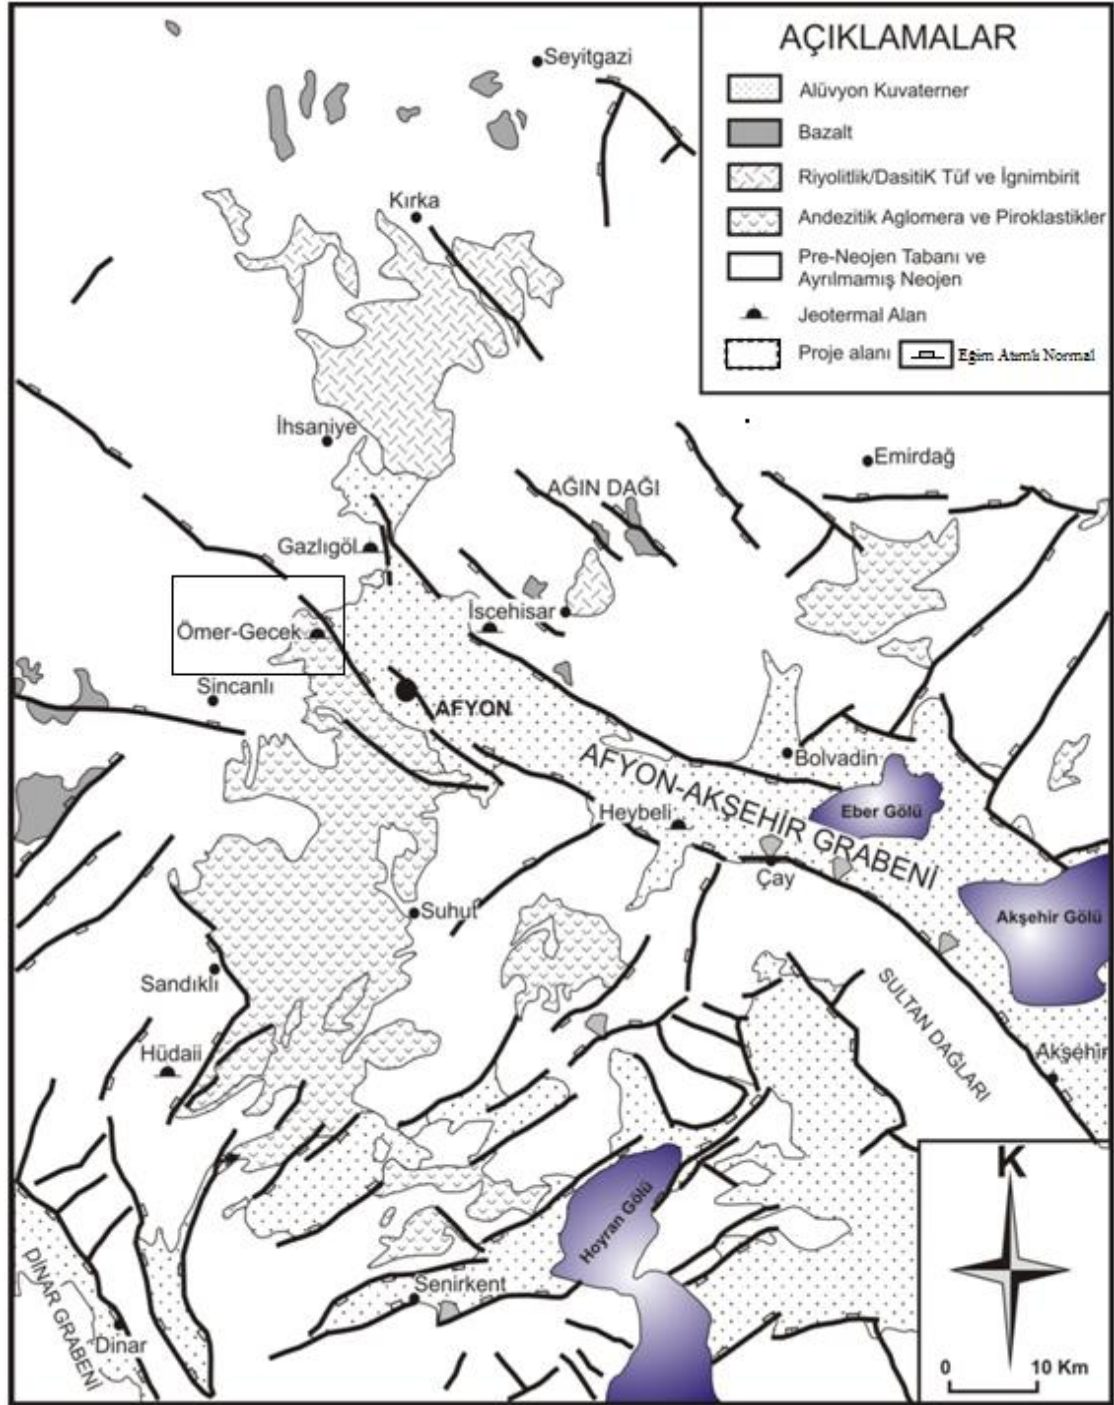 AÇIKLAMALAR
Alüvyon Kuvaterner
Bazalt
Riyolitlik/DasitiK Tüf ve İgnimbirit
Andezitik Aglomera ve Piroklastikler
Pre-Neojen Tabanı ve
Ayrılmamış Neojen
Jeotermal Alan
Proje alanı
Eğim Atımlı Normal
Seyitgazi
Kırka
İhsaniye
Emirdağ
AĞIN DAĞI
Gazlıgöl
İscehisar
Ömer-Gecek
Sincanlı
AFYON
AFYON-AKŞEHİR GRABENİ
Bolvadin
Eber Gölü
Heybeli
Çay
Suhut
Akşehir Gölü
Sandıklı
SULTAN DAĞLARI
Hüdaii
Akşehir
Hoyran Gölü
Senirkent
DİNAR GRABENİ
Dinar
K
0 10 Km